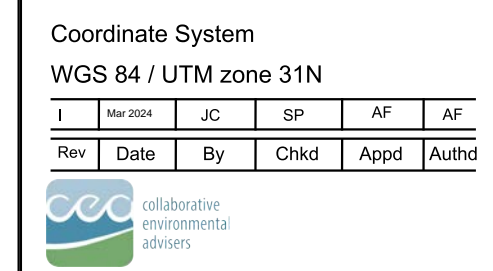 Coordinate System
WGS 84 / UTM zone 31N
I Mar 2024 JC SP AF AF
Rev Date By Chkd Appd Authd
cea
collaborative
environmental
advisers